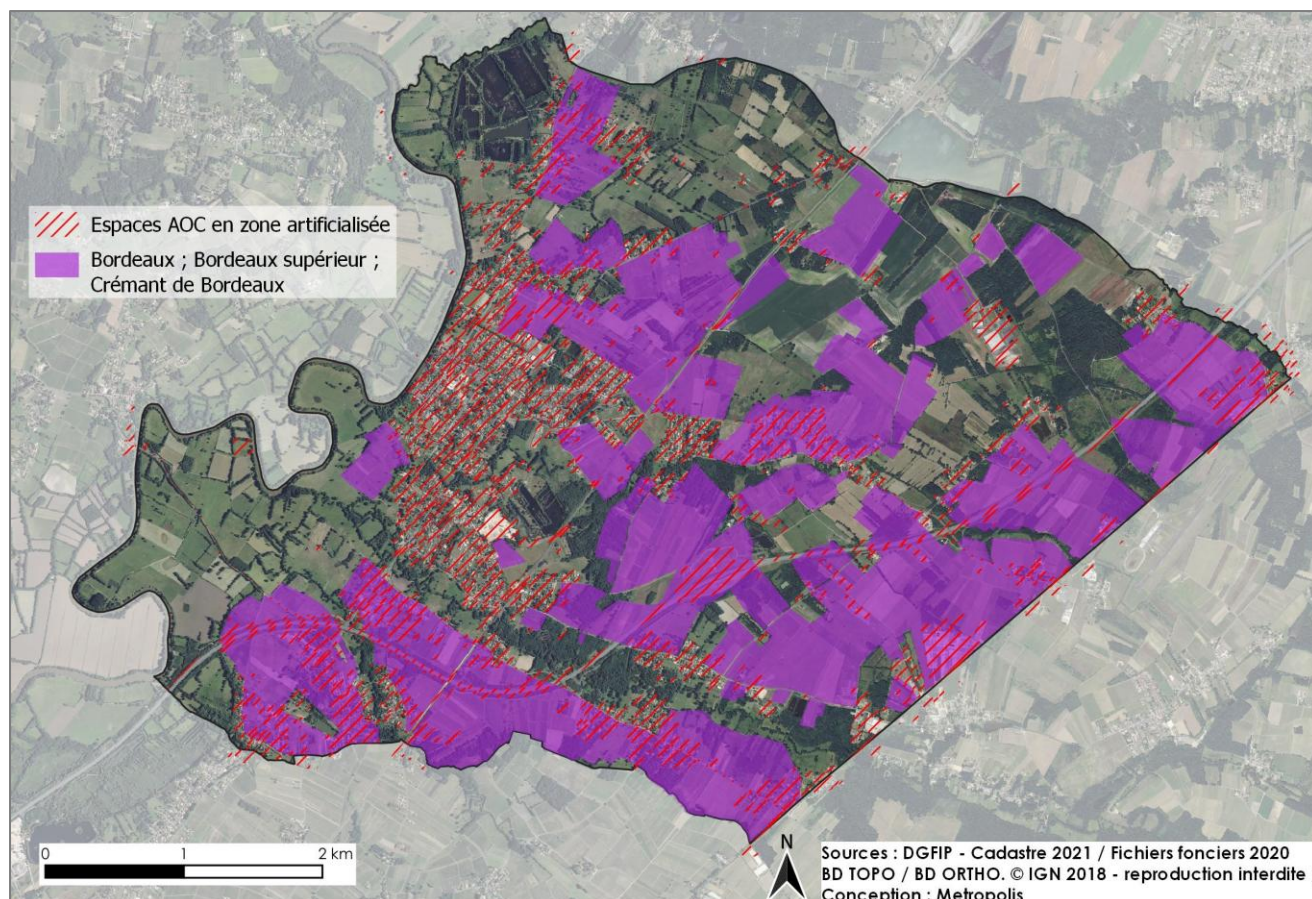 Espaces AOC en zone artificialisée
Bordeaux ; Bordeaux supérieur ;
Crémant de Bordeaux
0 1 2 km
N
Sources : DGFIP - Cadastre 2021 / Fichiers fonciers 2020
BD TOPO / BD ORTHO. © IGN 2018 - reproduction interdite
Conception : Metropolis